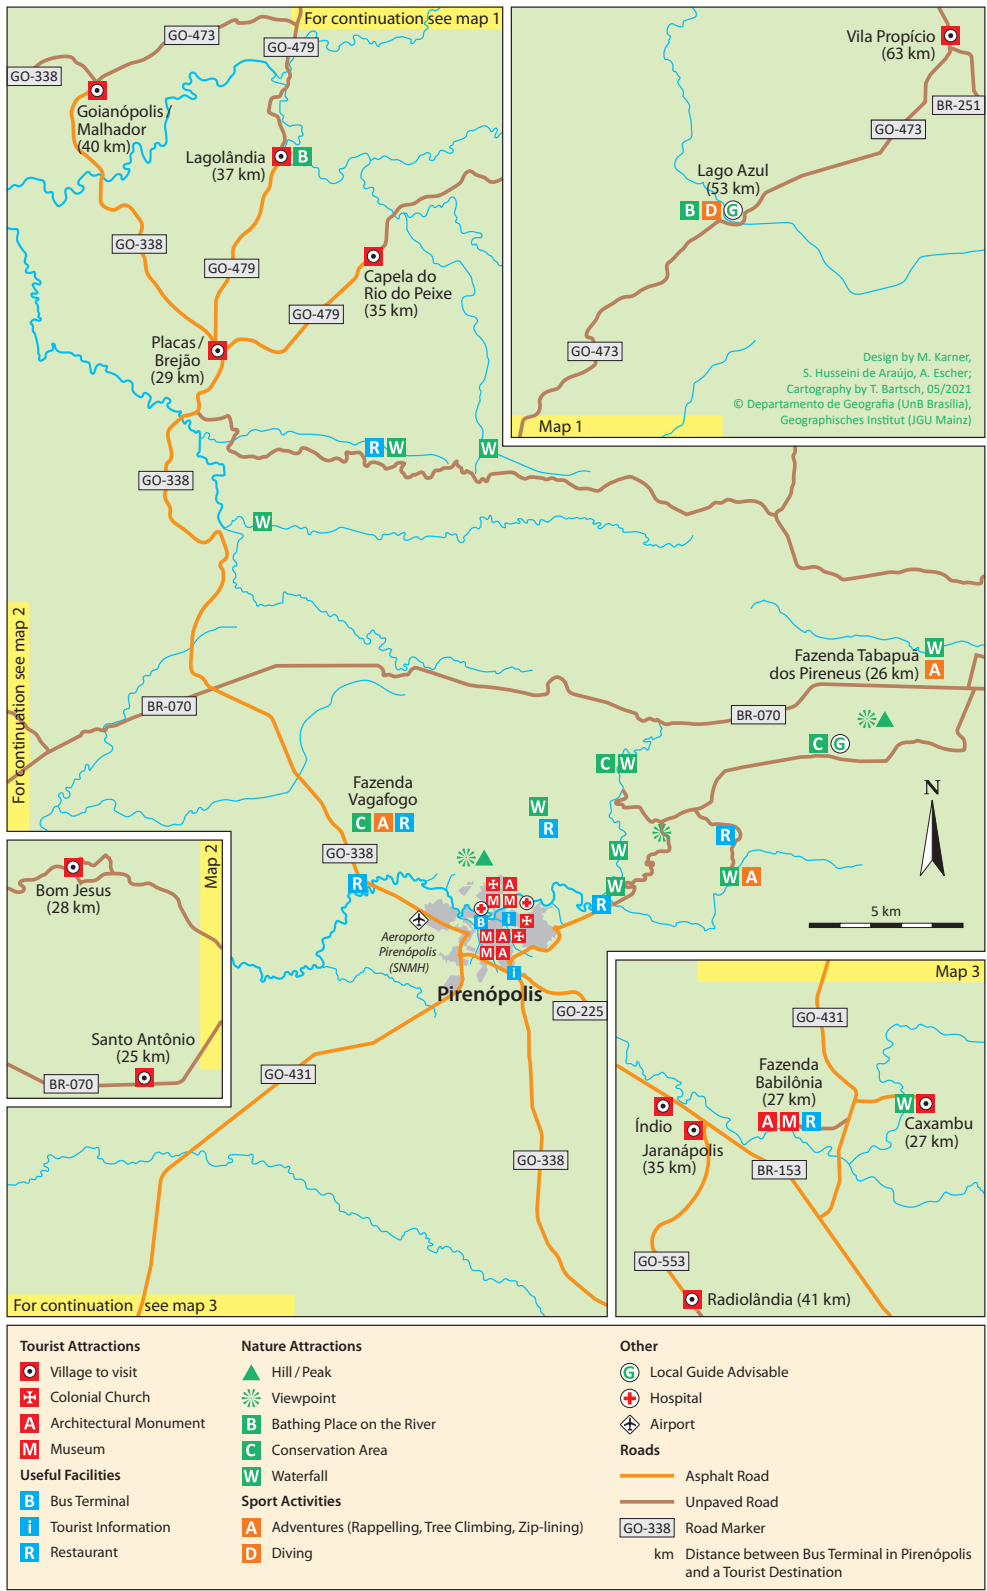 For continuation see map 1
GO-473
GO-479
GO-338
Goianópolis /
Malhador
(40 km)
Lagolândia
(37 km)
B
GO-338
GO-479
Capela do
Rio do Peixe
(35 km)
GO-479
Placas /
Brejão
(29 km)
Vila Propício
(63 km)
BR-251
GO-473
Lago Azul
(53 km)
B D G
GO-473
Design by M. Karner,
S. Husseini de Araújo, A. Escher;
Cartography by T. Bartsch, 05/2021
© Departamento de Geografia (UnB Brasília),
Geographisches Institut (JGU Mainz)
Map 1
R W
W
GO-338
W
For continuation see map 2
W
Fazenda Tabapuã
dos Pireneus (26 km)
A
BR-070
BR-070
C G
C W
Fazenda
Vagafogo
C A R
W
R
N
R
GO-338
W
W A
R
W
R
5 km
A
M M
B i
M A
M A
i
Aeroporto
Pirenópolis
(SNMH)
Pirenópolis
GO-225
GO-431
GO-338
For continuation see map 3
Map 2
Bom Jesus
(28 km)
Santo Antônio
(25 km)
BR-070
Map 3
GO-431
Fazenda
Babilônia
(27 km)
A M R
W
Caxambu
(27 km)
Índio
Jaranápolis
(35 km)
BR-153
GO-553
Radiolândia (41 km)
Tourist Attractions
Village to visit
Colonial Church
A Architectural Monument
M Museum
Useful Facilities
B Bus Terminal
i Tourist Information
R Restaurant
Nature Attractions
Hill / Peak
Viewpoint
B Bathing Place on the River
C Conservation Area
W Waterfall
Sport Activities
A Adventures (Rappelling, Tree Climbing, Zip-lining)
D Diving
Other
G Local Guide Advisable
Hospital
Airport
Roads
Asphalt Road
Unpaved Road
GO-338 Road Marker
km Distance between Bus Terminal in Pirenópolis
and a Tourist Destination